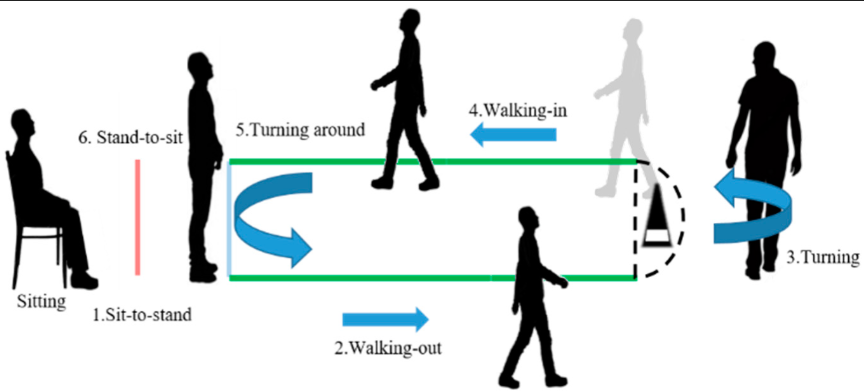 4.Walking-in
5.Turning around
6. Stand-to-sit
3.Turning
Sitting
1.Sit-to-stand
2.Walking-out